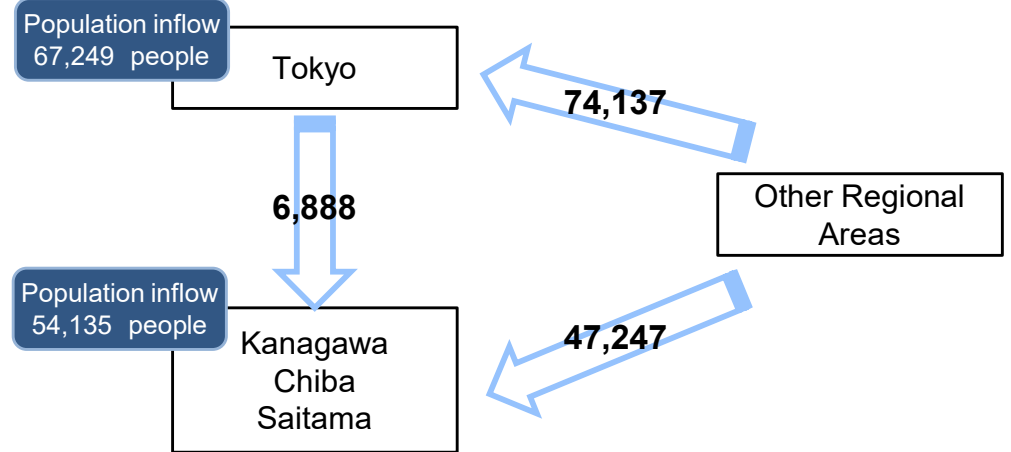 Population inflow
67,249 people
Tokyo
74,137
6,888
Other Regional
Areas
Population inflow
54,135 people
47,247
Kanagawa
Chiba
Saitama